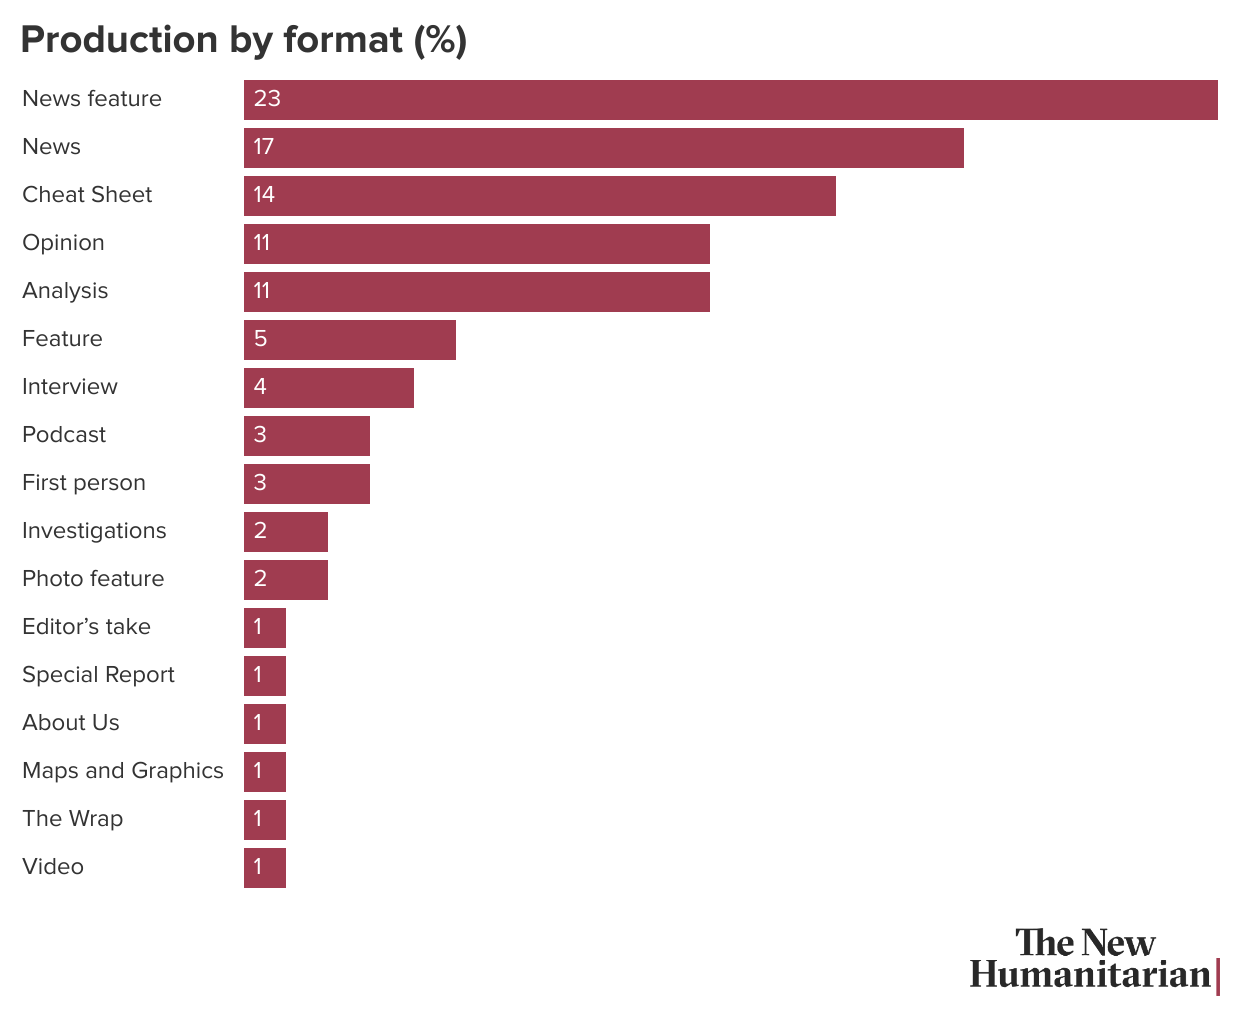 Production by format (%)
News feature 23
News 17
Cheat Sheet 14
Opinion 11
Analysis 11
Feature 5
Interview 4
Podcast 3
First person 3
Investigations 2
Photo feature 2
Editor’s take 1
Special Report 1
About Us 1
Maps and Graphics 1
The Wrap 1
Video 1
The New
Humanitarian